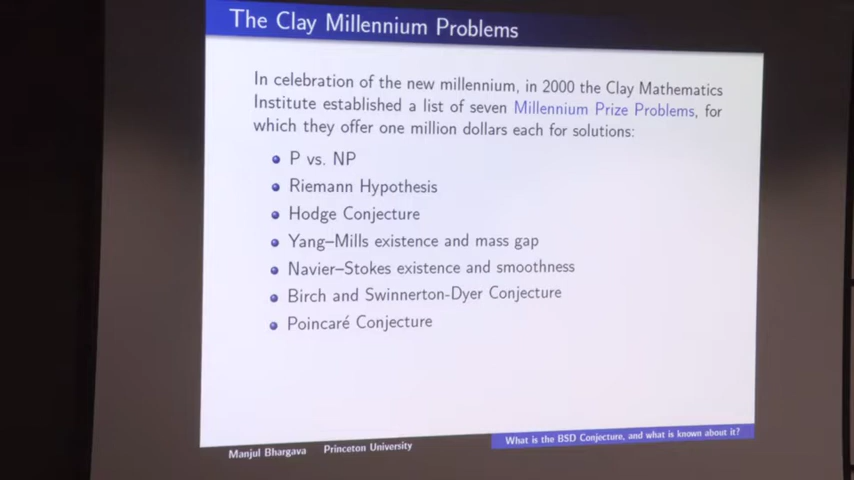 The Clay Millennium Problems
In celebration of the new millennium, in 2000 the Clay Mathematics
Institute established a list of seven Millennium Prize Problems, for
which they offer one million dollars each for solutions:
P vs. NP
Riemann Hypothesis
Hodge Conjecture
Yang–Mills existence and mass gap
Navier–Stokes existence and smoothness
Birch and Swinnerton-Dyer Conjecture
Poincaré Conjecture
Manjul Bhargava Princeton University
What is the BSD Conjecture, and what is known about it?